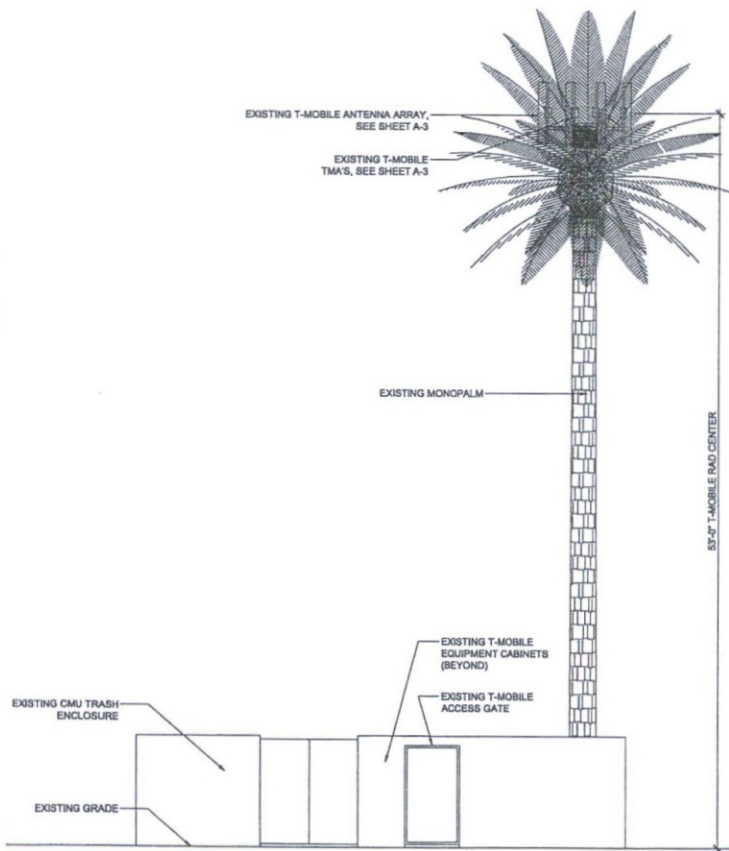 EXISTING T-MOBILE ANTENNA ARRAY,
SEE SHEET A-3
EXISTING T-MOBILE
TMA'S, SEE SHEET A-3
EXISTING MONOPALM
53'-0" T-MOBILE RAD CENTER
EXISTING T-MOBILE
EQUIPMENT CABINETS
(BEYOND)
EXISTING T-MOBILE
ACCESS GATE
EXISTING CMU TRASH
ENCLOSURE
EXISTING GRADE